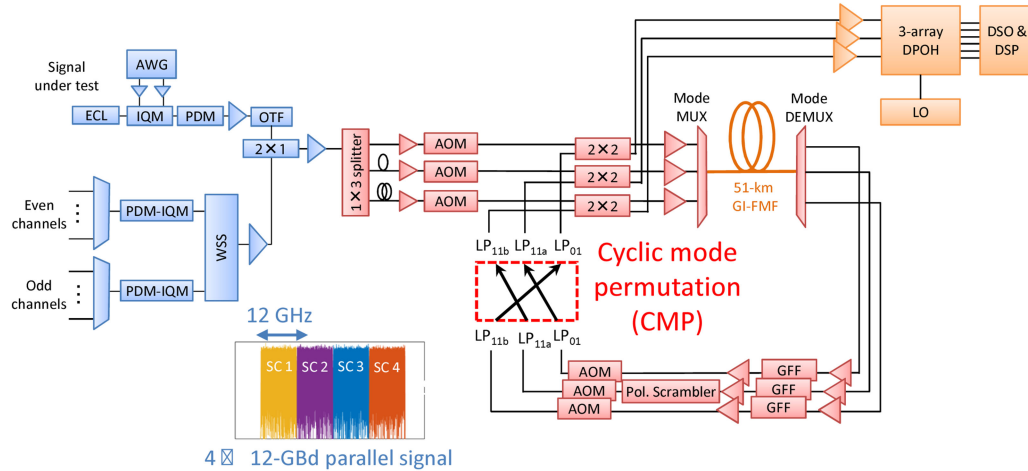 Signal
under test
AWG
ECL
IQM
PDM
OTF
2×1
Even
channels
PDM-IQM
WSS
Odd
channels
PDM-IQM
1×3 splitter
AOM
AOM
AOM
2×2
2×2
2×2
Mode
MUX
51-km
GI-FMF
Mode
DEMUX
3-array
DPOH
DSO &
DSP
LO
LP11b LP11a LP01
Cyclic mode
permutation
(CMP)
LP11b LP11a LP01
AOM
AOM
AOM
Pol. Scrambler
GFF
GFF
GFF
12 GHz
SC 1 SC 2 SC 3 SC 4
4 🞎 12-GBd parallel signal